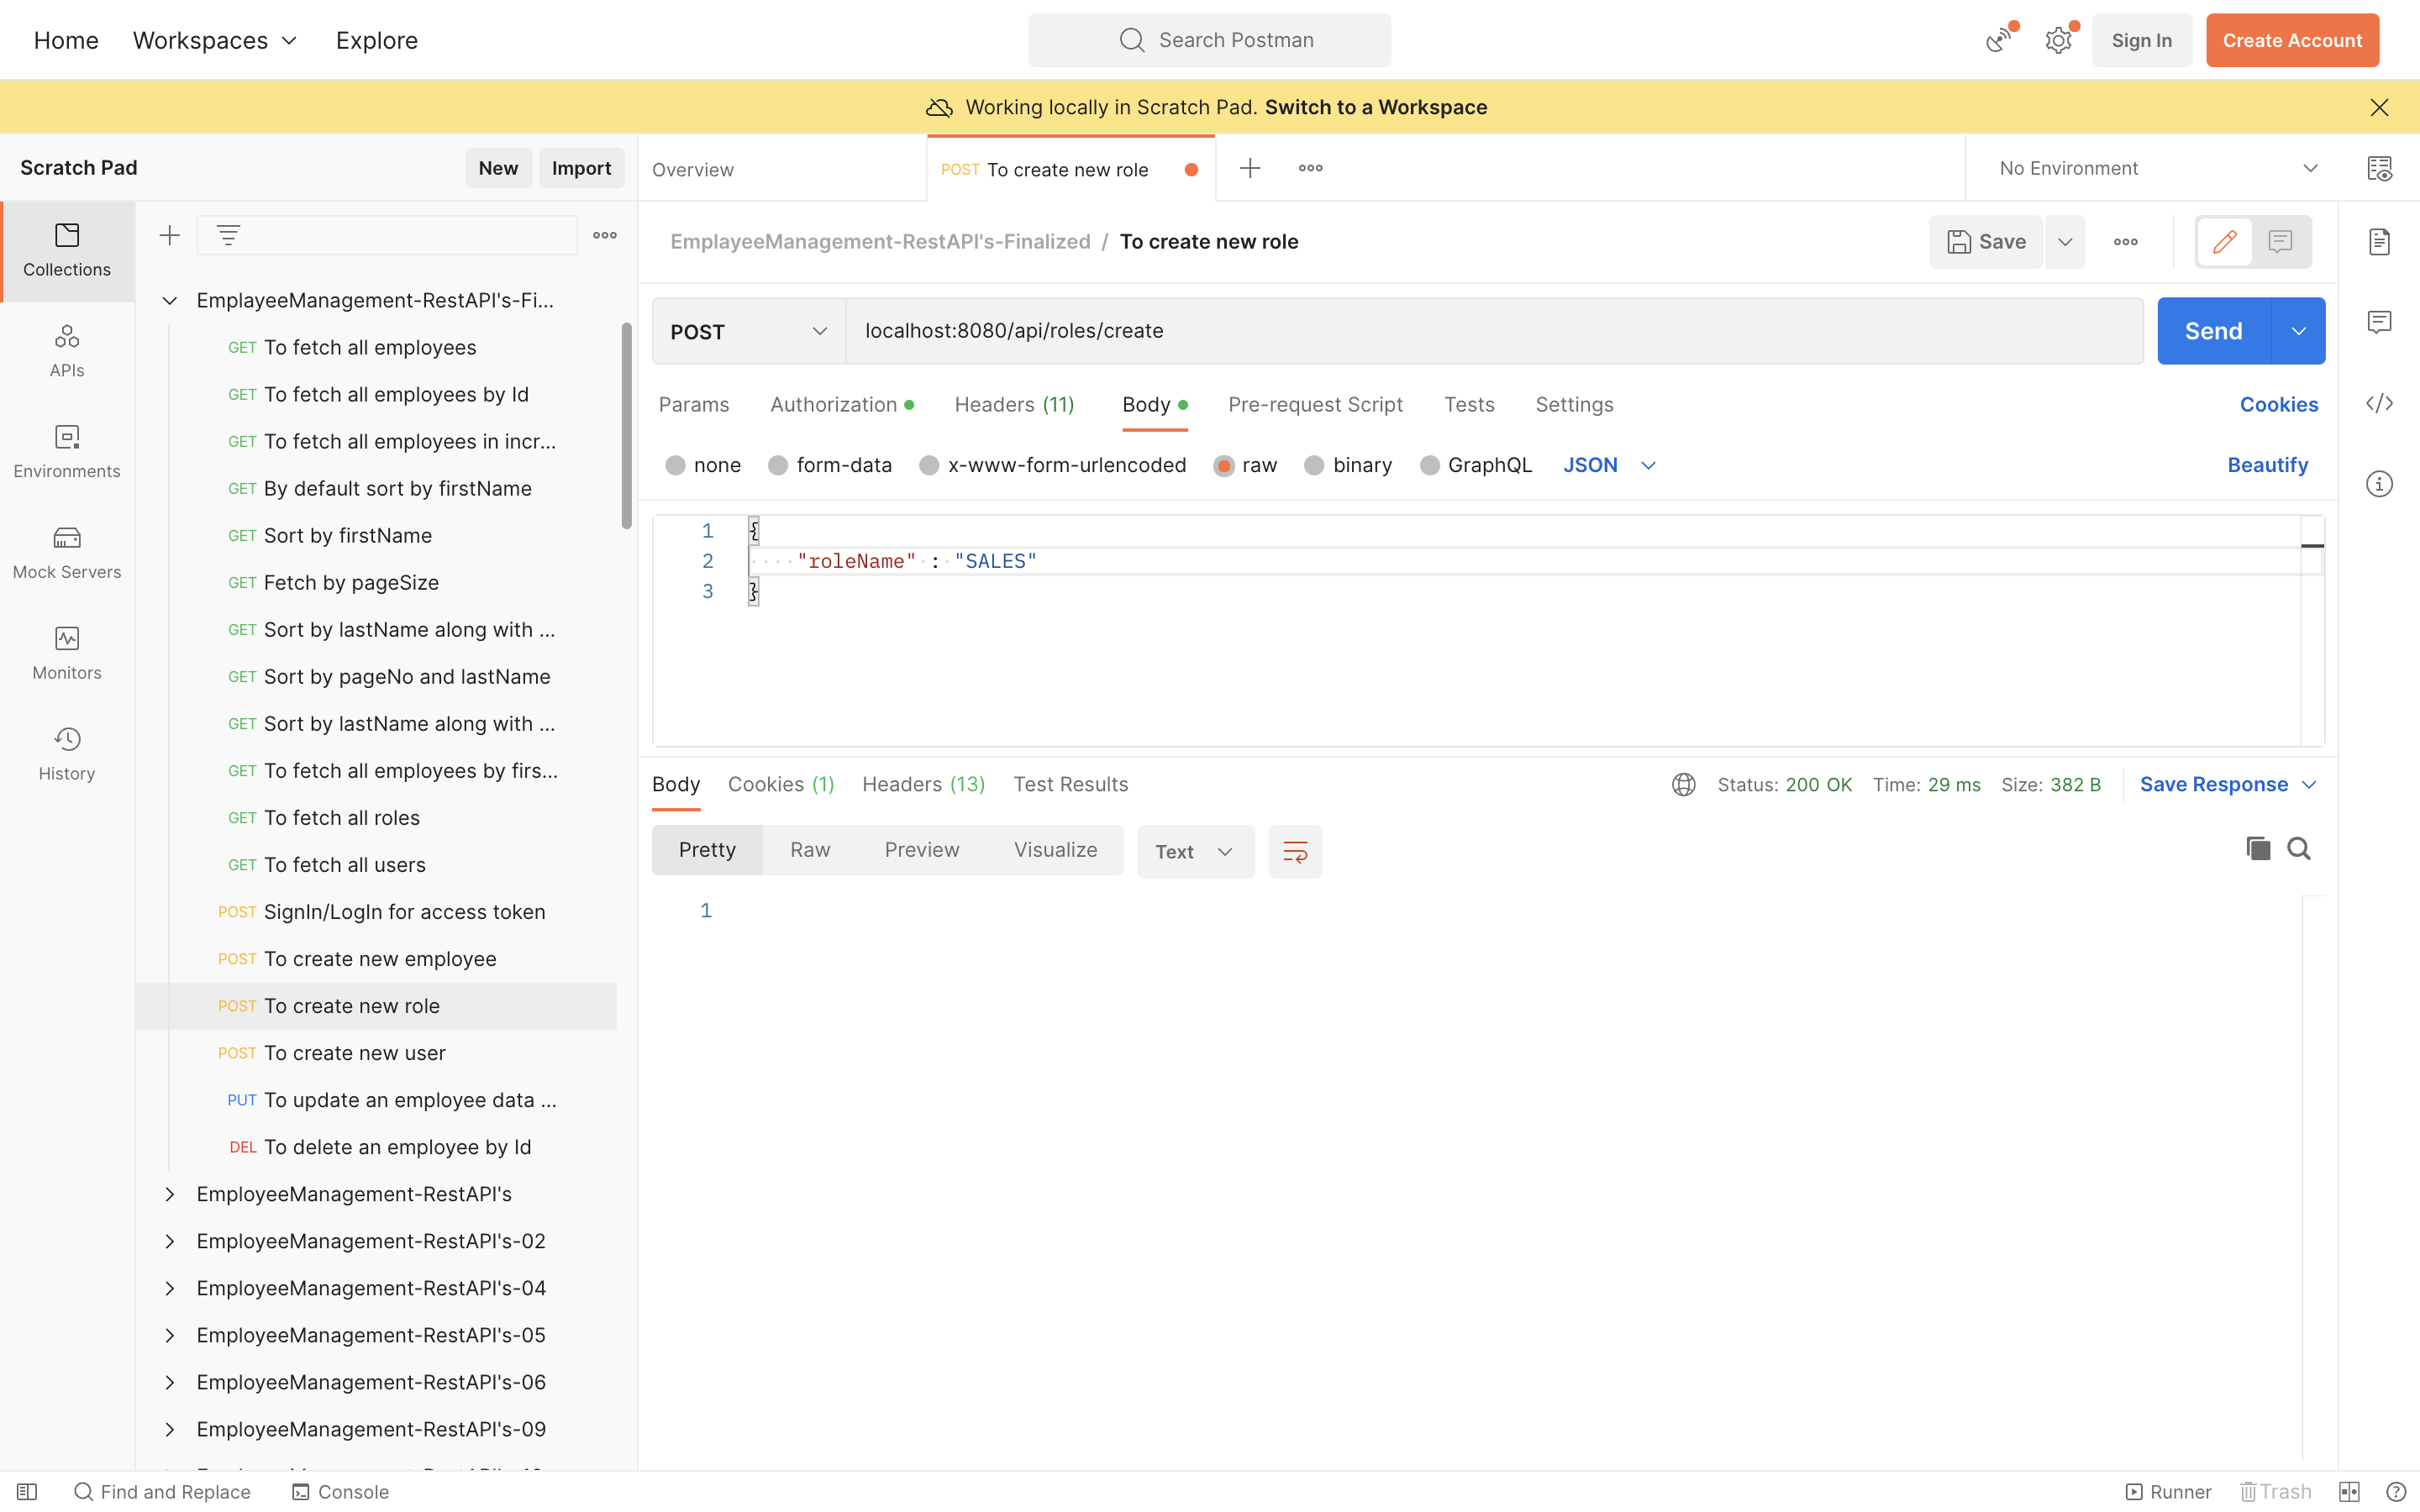 Home
Workspaces
Explore
Search Postman
Sign In
Create Account
Working locally in Scratch Pad. Switch to a Workspace
Scratch Pad
New
Import
Overview
POST To create new role
No Environment
Collections
APIs
Environments
Mock Servers
Monitors
History
EmplayeeManagement-RestAPI's-Fi...
GET To fetch all employees
GET To fetch all employees by Id
GET To fetch all employees in incr...
GET By default sort by firstName
GET Sort by firstName
GET Fetch by pageSize
GET Sort by lastName along with ...
GET Sort by pageNo and lastName
GET Sort by lastName along with ...
GET To fetch all employees by firs...
GET To fetch all roles
GET To fetch all users
POST SignIn/LogIn for access token
POST To create new employee
POST To create new role
POST To create new user
PUT To update an employee data ...
DEL To delete an employee by Id
EmployeeManagement-RestAPI's
EmployeeManagement-RestAPI's-02
EmployeeManagement-RestAPI's-04
EmployeeManagement-RestAPI's-05
EmployeeManagement-RestAPI's-06
EmployeeManagement-RestAPI's-09
EmplayeeManagement-RestAPI's-Finalized / To create new role
Save
POST
localhost:8080/api/roles/create
Send
Params
Authorization
Headers (11)
Body
Pre-request Script
Tests
Settings
Cookies
none
form-data
x-www-form-urlencoded
raw
binary
GraphQL
JSON
Beautify
1 {
2 "roleName" : "SALES"
3 }
Body
Cookies (1)
Headers (13)
Test Results
Status: 200 OK
Time: 29 ms
Size: 382 B
Save Response
Pretty
Raw
Preview
Visualize
Text
1
Find and Replace
Console
Runner
Trash